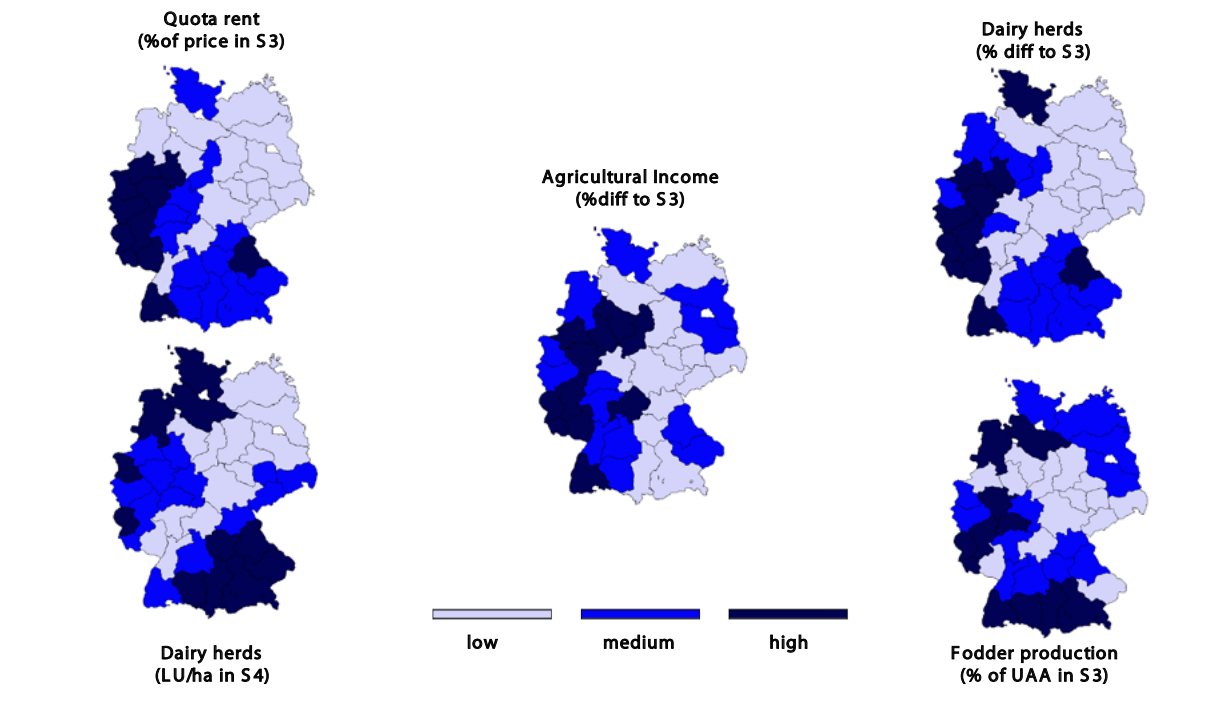 Quota rent
(%of price in S3)
Dairy herds
(% diff to S3)
Agricultural Income
(%diff to S3)
low
medium
high
Dairy herds
(LU/ha in S4)
Fodder production
(% of UAA in S3)